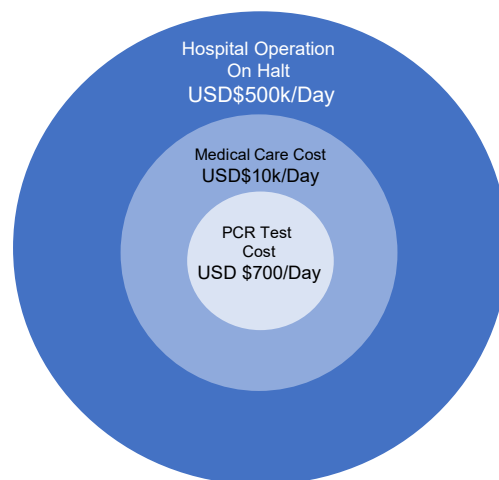 Hospital Operation
On Halt
USD$500k/Day
Medical Care Cost
USD$10k/Day
PCR Test
Cost
USD $700/Day